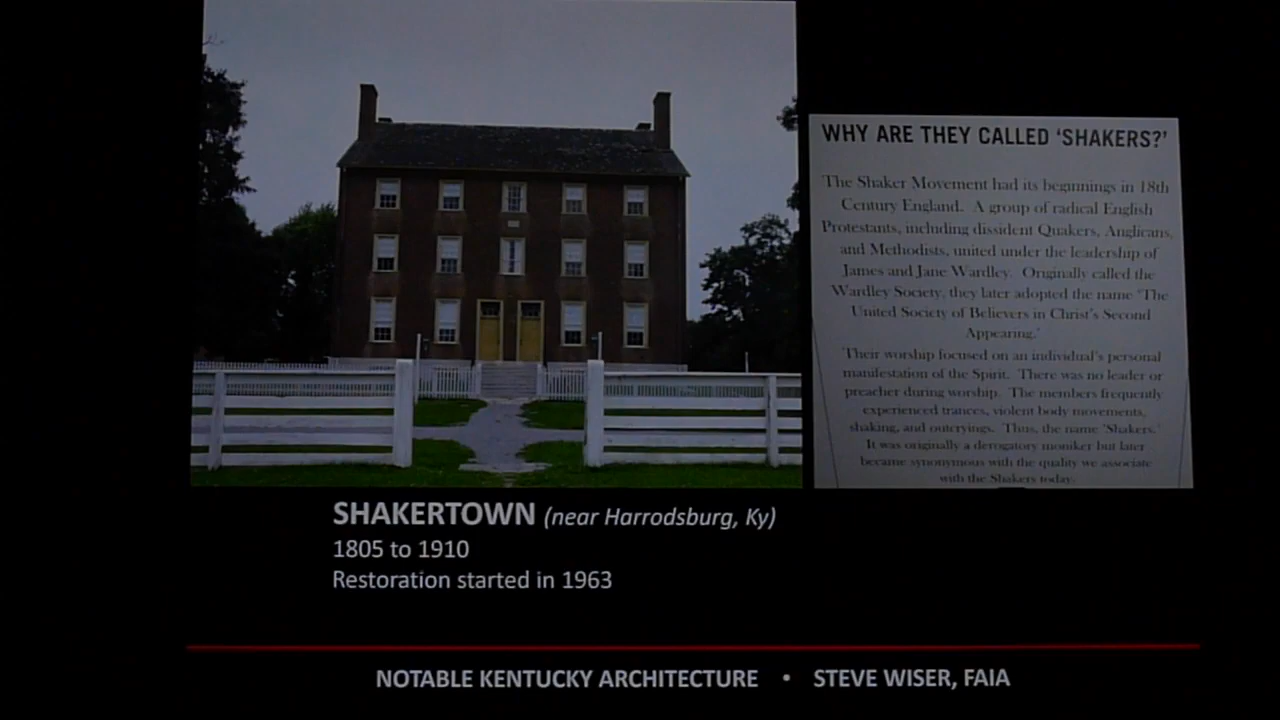 WHY ARE THEY CALLED 'SHAKERS?'
The Shaker Movement had its beginnings in 18th
Century England. A group of radical English
Protestants, including dissident Quakers, Anglicans,
and Methodists, united under the leadership of
James and Jane Wardley. Originally called the
Wardley Society, they later adopted the name 'The
United Society of Believers in Christ's Second
Appearing.'
Their worship focused on an individual's personal
manifestation of the Spirit. There was no leader or
preacher during worship. The members frequently
experienced trances, violent body movements,
shaking, and outcryings. Thus, the name 'Shakers.'
It was originally a derogatory moniker but later
became synonymous with the quality we associate
with the Shakers today.
SHAKERTOWN (near Harrodsburg, Ky)
1805 to 1910
Restoration started in 1963
NOTABLE KENTUCKY ARCHITECTURE • STEVE WISER, FAIA